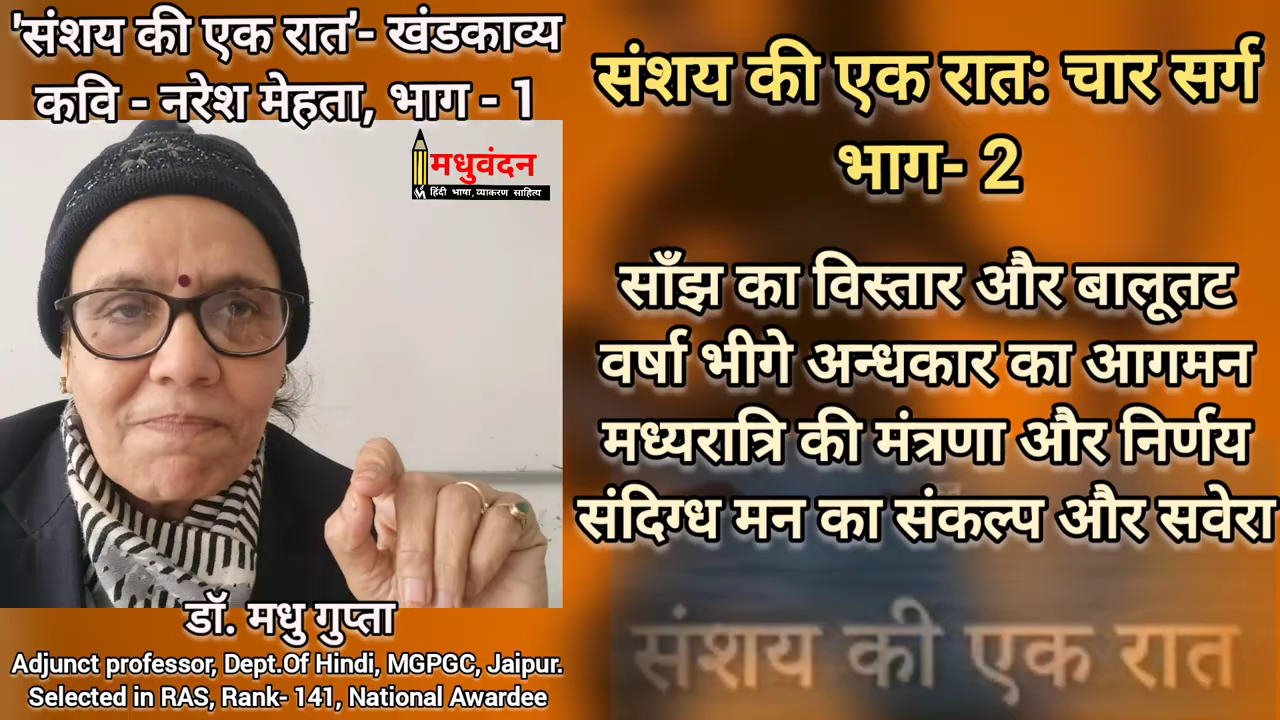 'संशय की एक रात'- खंडकाव्य
कवि - नरेश मेहता, भाग - 1
मधुवंदन
हिंदी भाषा,व्याकरण साहित्य
डॉ. मधु गुप्ता
Adjunct professor, Dept.Of Hindi, MGPGC, Jaipur.
Selected in RAS, Rank- 141, National Awardee
संशय की एक रात: चार सर्ग
भाग- 2
साँझ का विस्तार और बालूतट
वर्षा भीगे अन्धकार का आगमन
मध्यरात्रि की मंत्रणा और निर्णय
संदिग्ध मन का संकल्प और सवेरा
संशय की एक रात